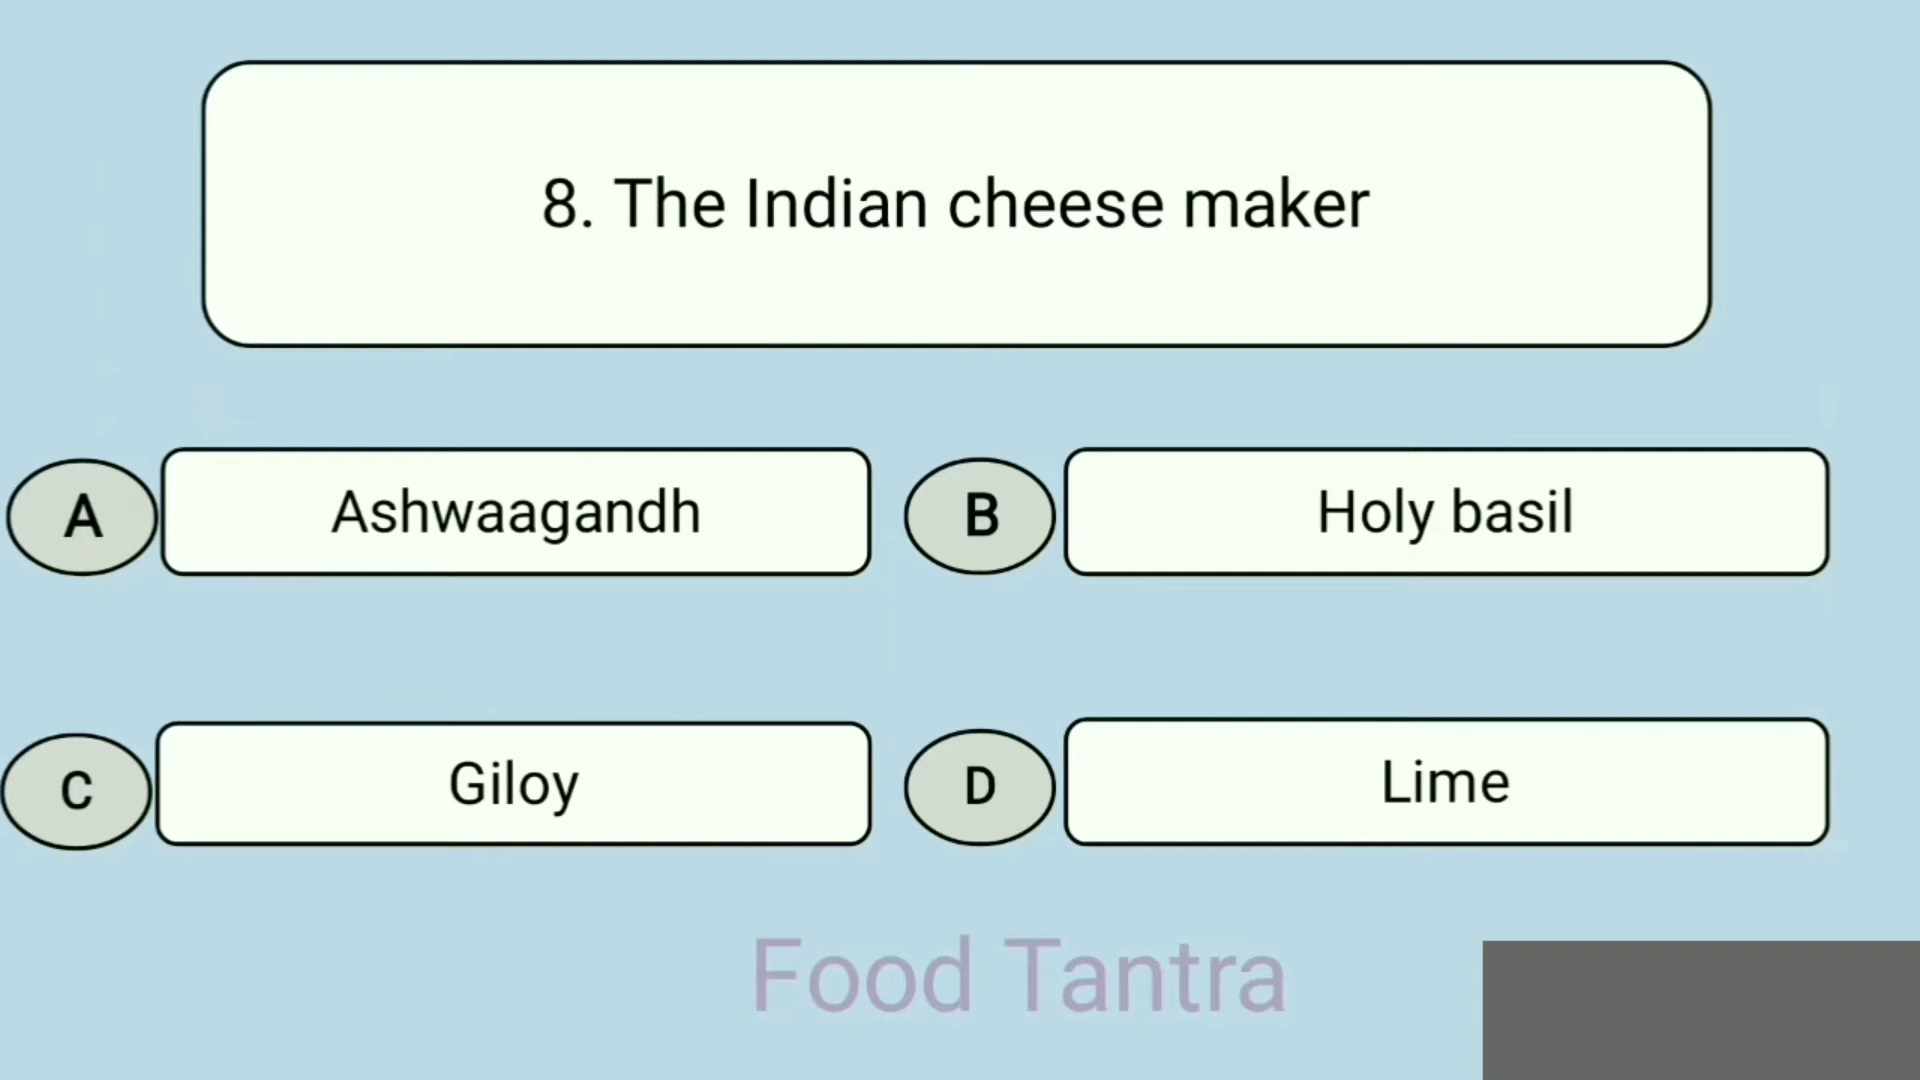 8. The Indian cheese maker
A Ashwaagandh
B Holy basil
C Giloy
D Lime
Food Tantra